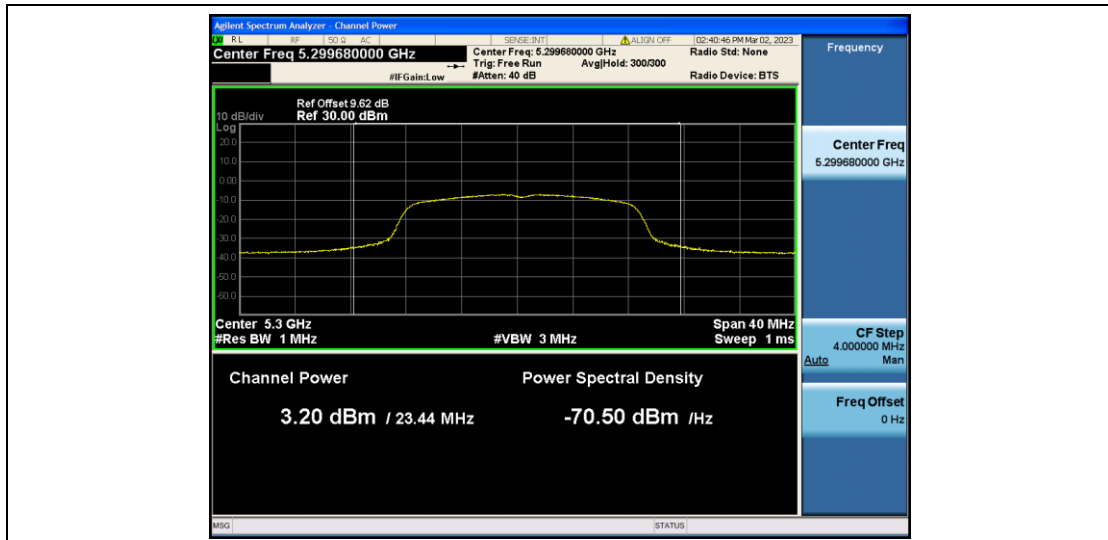 Agilent Spectrum Analyzer - Channel Power
RL RF 50 Ω AC SENSE:INT ALIGN OFF 02:40:46 PM Mar 02, 2023
Center Freq 5.299680000 GHz
Center Freq: 5.299680000 GHz
Radio Std: None
Trig: Free Run Avg|Hold: 300/300
#IFGain:Low #Atten: 40 dB Radio Device: BTS
Ref Offset 9.62 dB
10 dB/div Ref 30.00 dBm
Log
20.0
10.0
0.00
-10.0
-20.0
-30.0
-40.0
-50.0
-60.0
Center 5.3 GHz Span 40 MHz
#Res BW 1 MHz #VBW 3 MHz Sweep 1 ms
Channel Power Power Spectral Density
3.20 dBm / 23.44 MHz -70.50 dBm /Hz
MSG STATUS
Frequency
Center Freq
5.299680000 GHz
CF Step
4.000000 MHz
Auto Man
Freq Offset
0 Hz